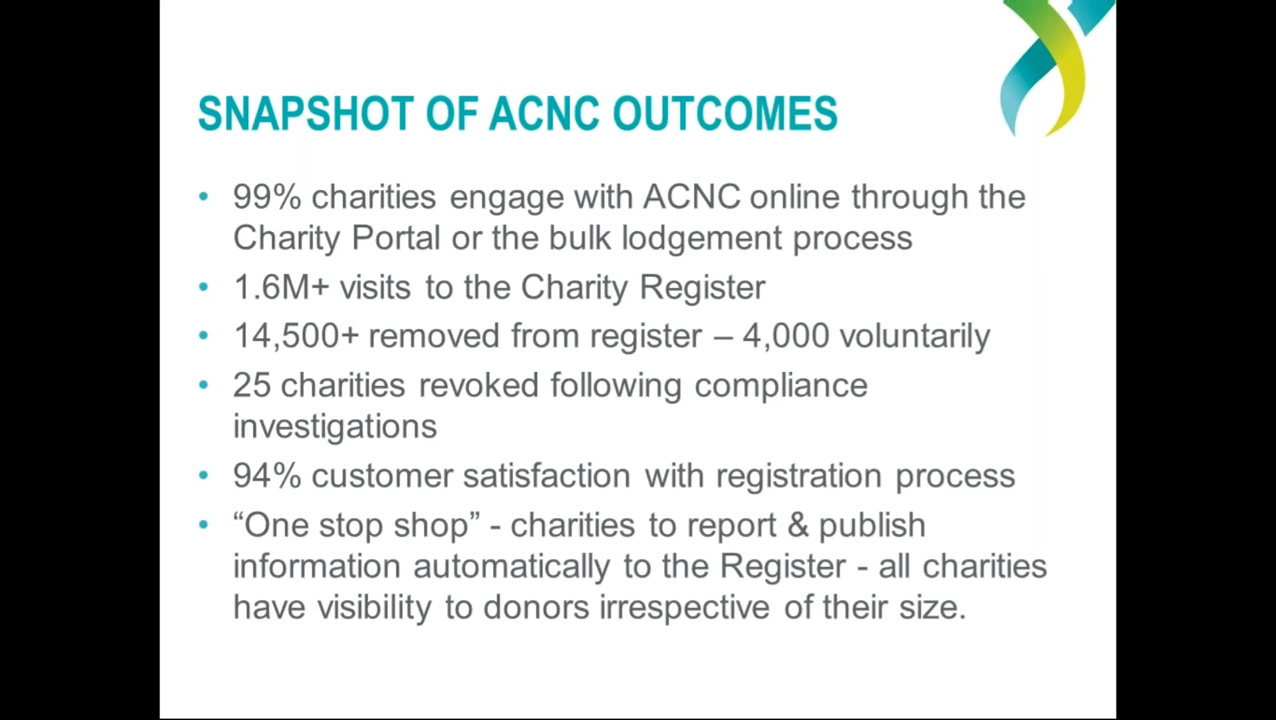 SNAPSHOT OF ACNC OUTCOMES
• 99% charities engage with ACNC online through the
Charity Portal or the bulk lodgement process
• 1.6M+ visits to the Charity Register
• 14,500+ removed from register – 4,000 voluntarily
• 25 charities revoked following compliance
investigations
• 94% customer satisfaction with registration process
• “One stop shop” - charities to report & publish
information automatically to the Register - all charities
have visibility to donors irrespective of their size.